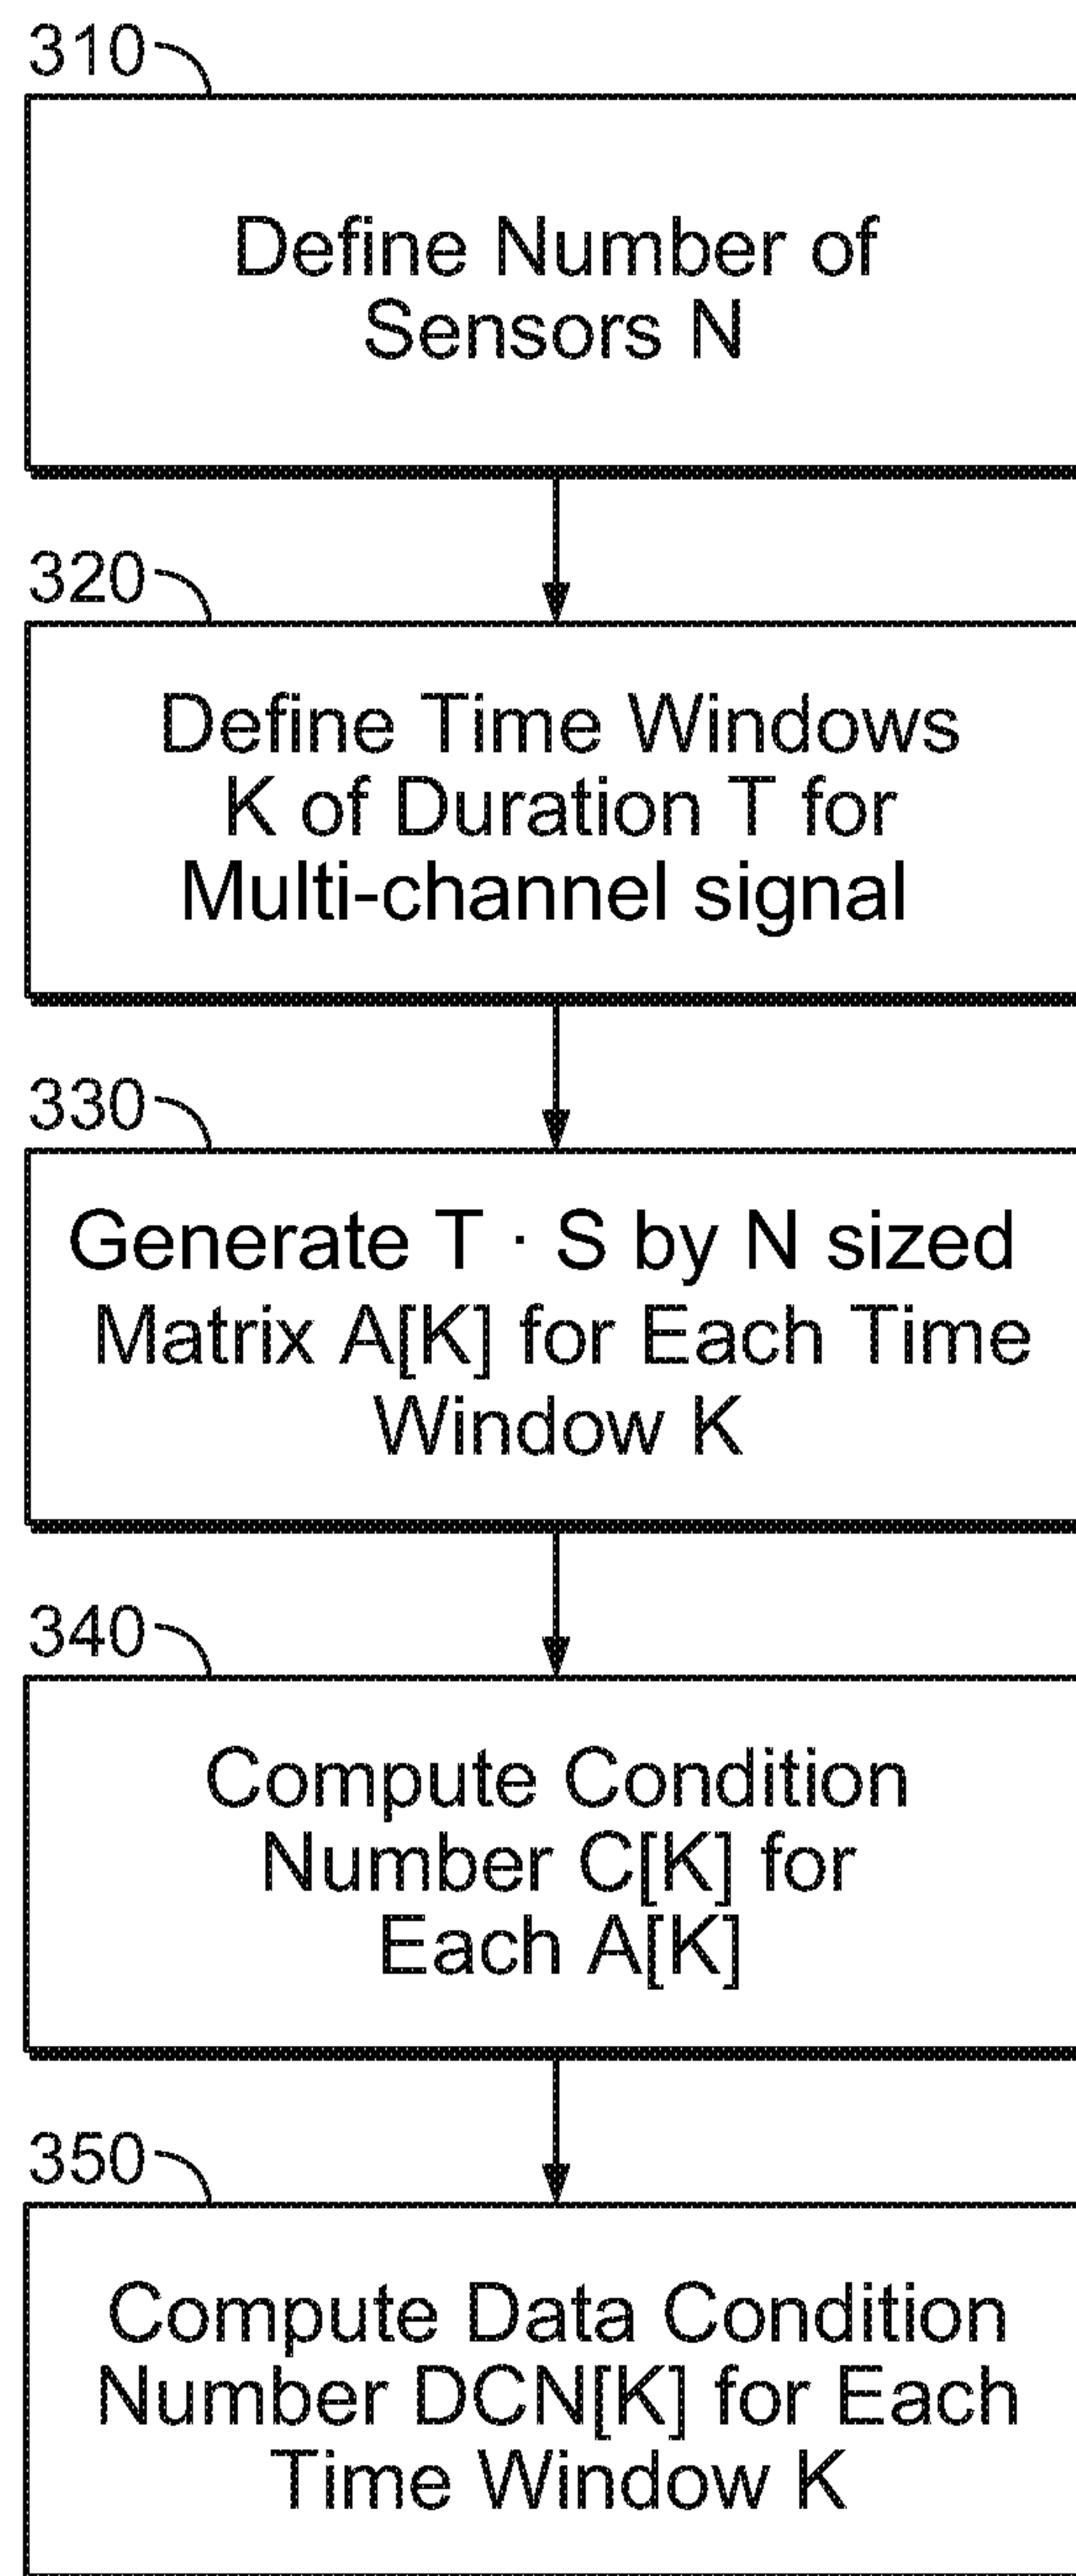 310
Define Number of
Sensors N
320
Define Time Windows
K of Duration T for
Multi-channel signal
330
Generate T · S by N sized
Matrix A[K] for Each Time
Window K
340
Compute Condition
Number C[K] for
Each A[K]
350
Compute Data Condition
Number DCN[K] for Each
Time Window K